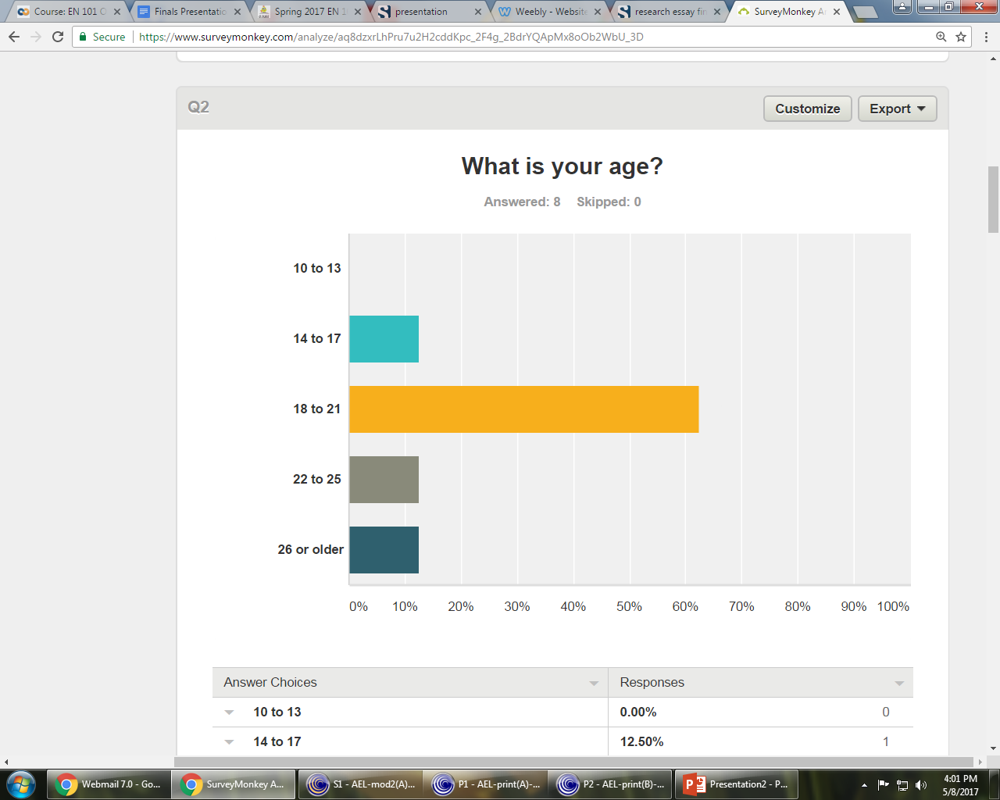 Course: EN 101 C
Finals Presentatio
Spring 2017 EN 1
presentation
Weebly - Website
research essay fin
SurveyMonkey A
Secure
https://www.surveymonkey.com/analyze/aq8dzxrLhPru7u2H2cddKpc_2F4g_2BdrYQApMx8oOb2WbU_3D
Q2
Customize
Export
What is your age?
Answered: 8 Skipped: 0
10 to 13
14 to 17
18 to 21
22 to 25
26 or older
0% 10% 20% 30% 40% 50% 60% 70% 80% 90% 100%
Answer Choices Responses
10 to 13 0.00% 0
14 to 17 12.50% 1
Webmail 7.0 - Go...
SurveyMonkey A...
S1 - AEL-mod2(A)...
P1 - AEL-print(A)-...
P2 - AEL-print(B)-...
Presentation2 - P...
4:01 PM
5/8/2017